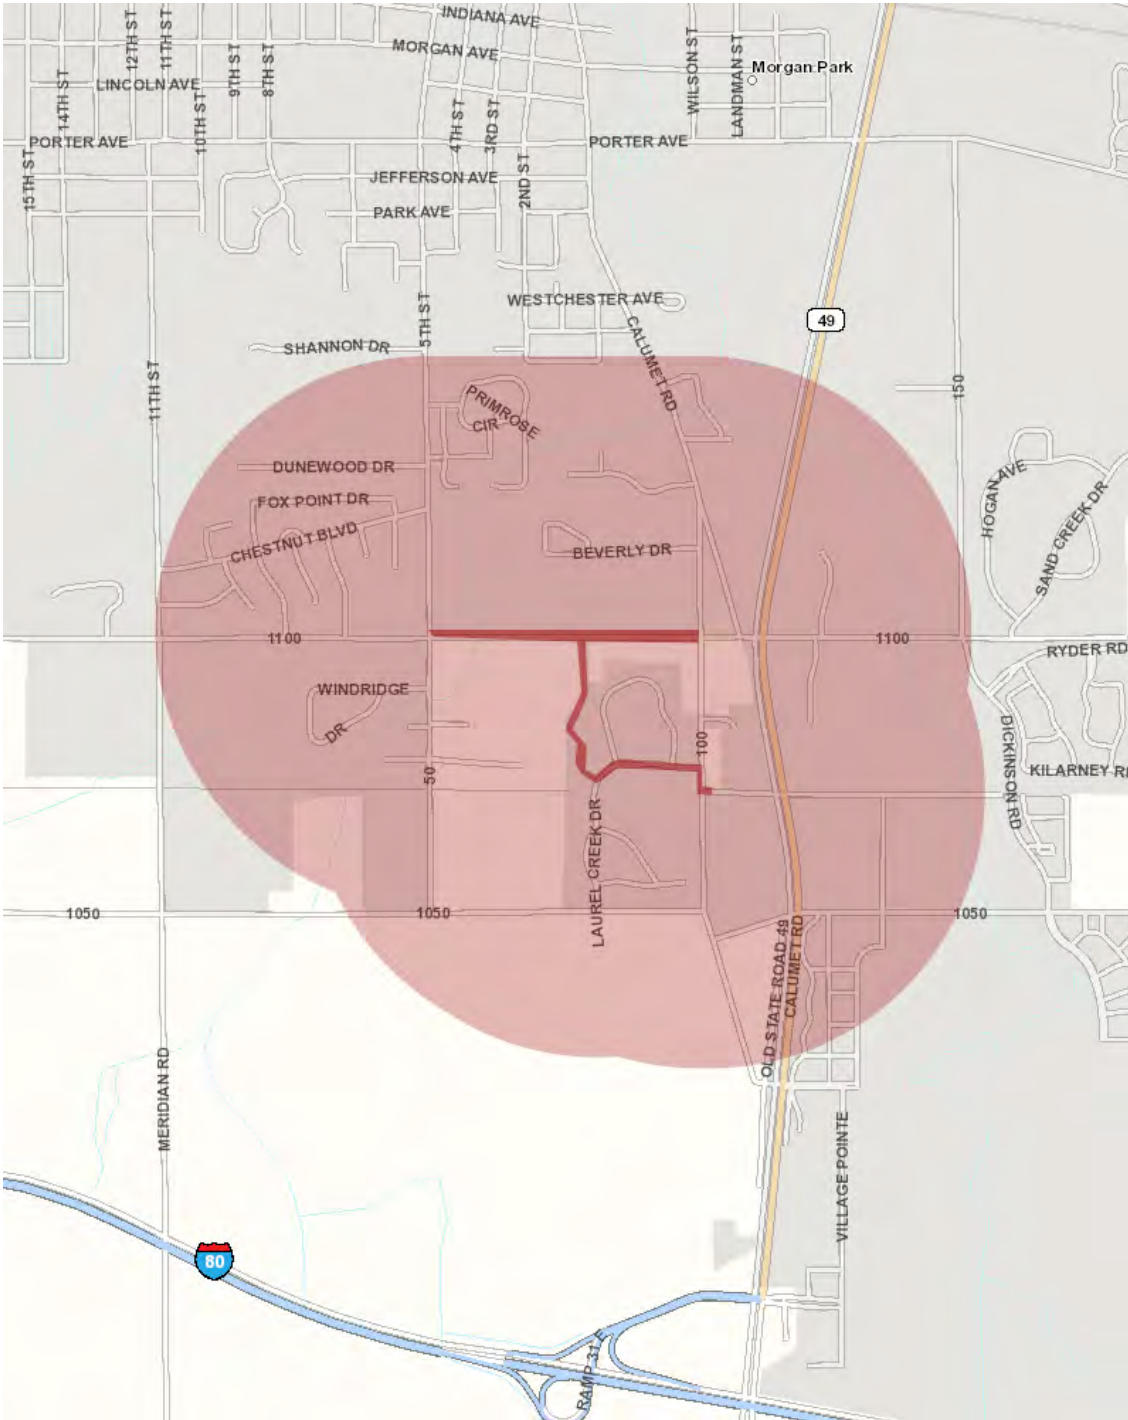 INDIANA AVE
MORGAN AVE
12TH ST
11TH ST
9TH ST
8TH ST
WILSON ST
LANDMAN ST
Morgan Park
14TH ST
LINCOLN AVE
10TH ST
4TH ST
3RD ST
PORTER AVE
PORTER AVE
15TH ST
JEFFERSON AVE
2ND ST
PARK AVE
WESTCHESTER AVE
5TH ST
49
SHANNON DR
CALUMET RD
11TH ST
150
PRIMROSE
CIR
DUNEWOOD DR
FOX POINT DR
HOGAN AVE
SAND CREEK DR
CHESTNUT BLVD
BEVERLY DR
1100
1100
RYDER RD
WINDRIDGE
DR
100
50
DICKINSON RD
KILARNEY R
LAUREL CREEK DR
1050
1050
1050
OLD STATE ROAD 49
CALUMET RD
MERIDIAN RD
VILLAGE POINTE
80
RAMP 31 E